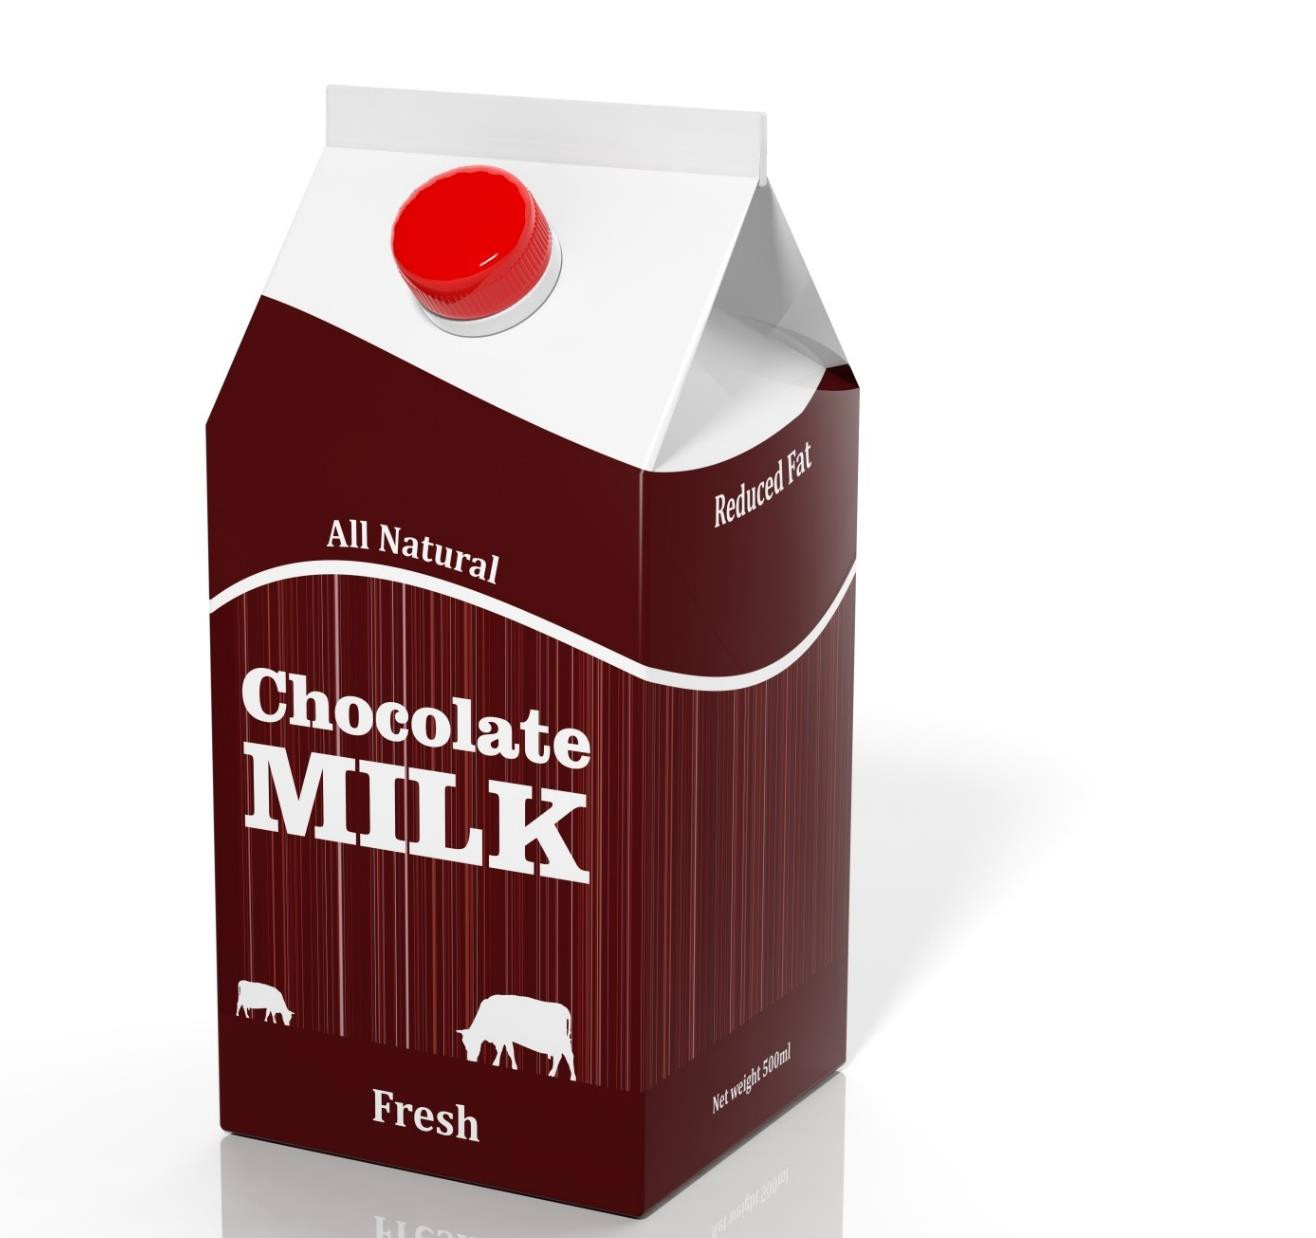 All Natural
Chocolate
MILK
Fresh
Reduced Fat
Net weight 500ml